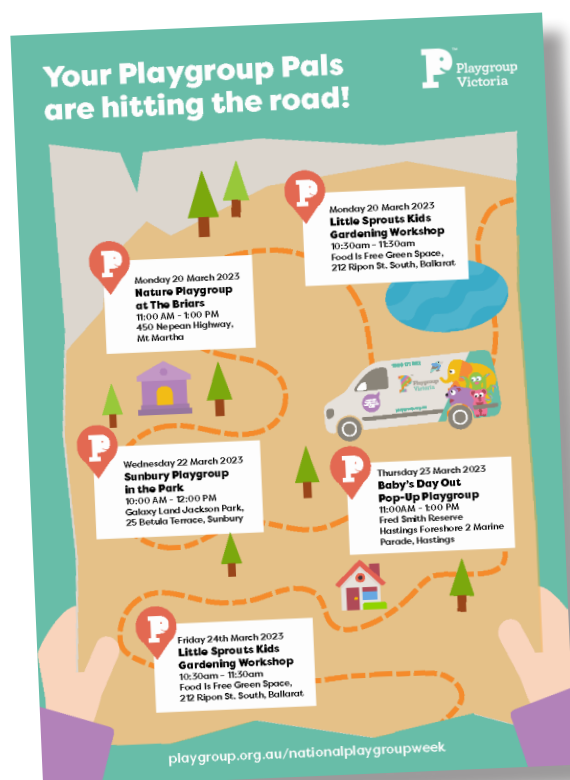 Your Playgroup Pals
are hitting the road!
Playgroup
Victoria
Monday 20 March 2023
Little Sprouts Kids
Gardening Workshop
10:30am - 11:30am
Food Is Free Green Space,
212 Ripon St. South, Ballarat
Monday 20 March 2023
Nature Playgroup
at The Briars
11:00 AM - 1:00 PM
450 Nepean Highway,
Mt Martha
Playgroup
Victoria
Wednesday 22 March 2023
Sunbury Playgroup
in the Park
10:00 AM - 12:00 PM
Galaxy Land Jackson Park,
25 Betula Terrace, Sunbury
Thursday 23 March 2023
Baby's Day Out
Pop-Up Playgroup
11:00AM - 1:00 PM
Fred Smith Reserve
Hastings Foreshore 2 Marine
Parade, Hastings
Friday 24th March 2023
Little Sprouts Kids
Gardening Workshop
10:30am - 11:30am
Food Is Free Green Space,
212 Ripon St. South, Ballarat
playgroup.org.au/nationalplaygroupweek